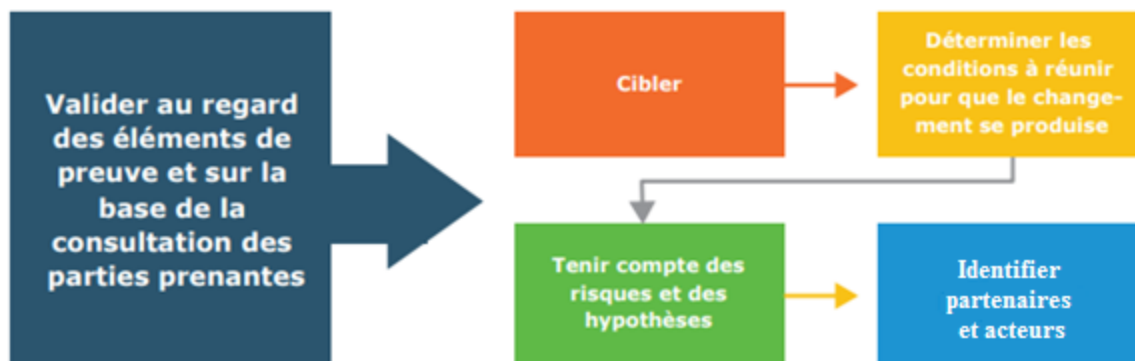 Valider au regard
des éléments de
preuve et sur la
base de la
consultation des
parties prenantes
Cibler
Déterminer les
conditions à réunir
pour que le change-
ment se produise
Tenir compte des
risques et des
hypothèses
Identifier
partenaires
et acteurs